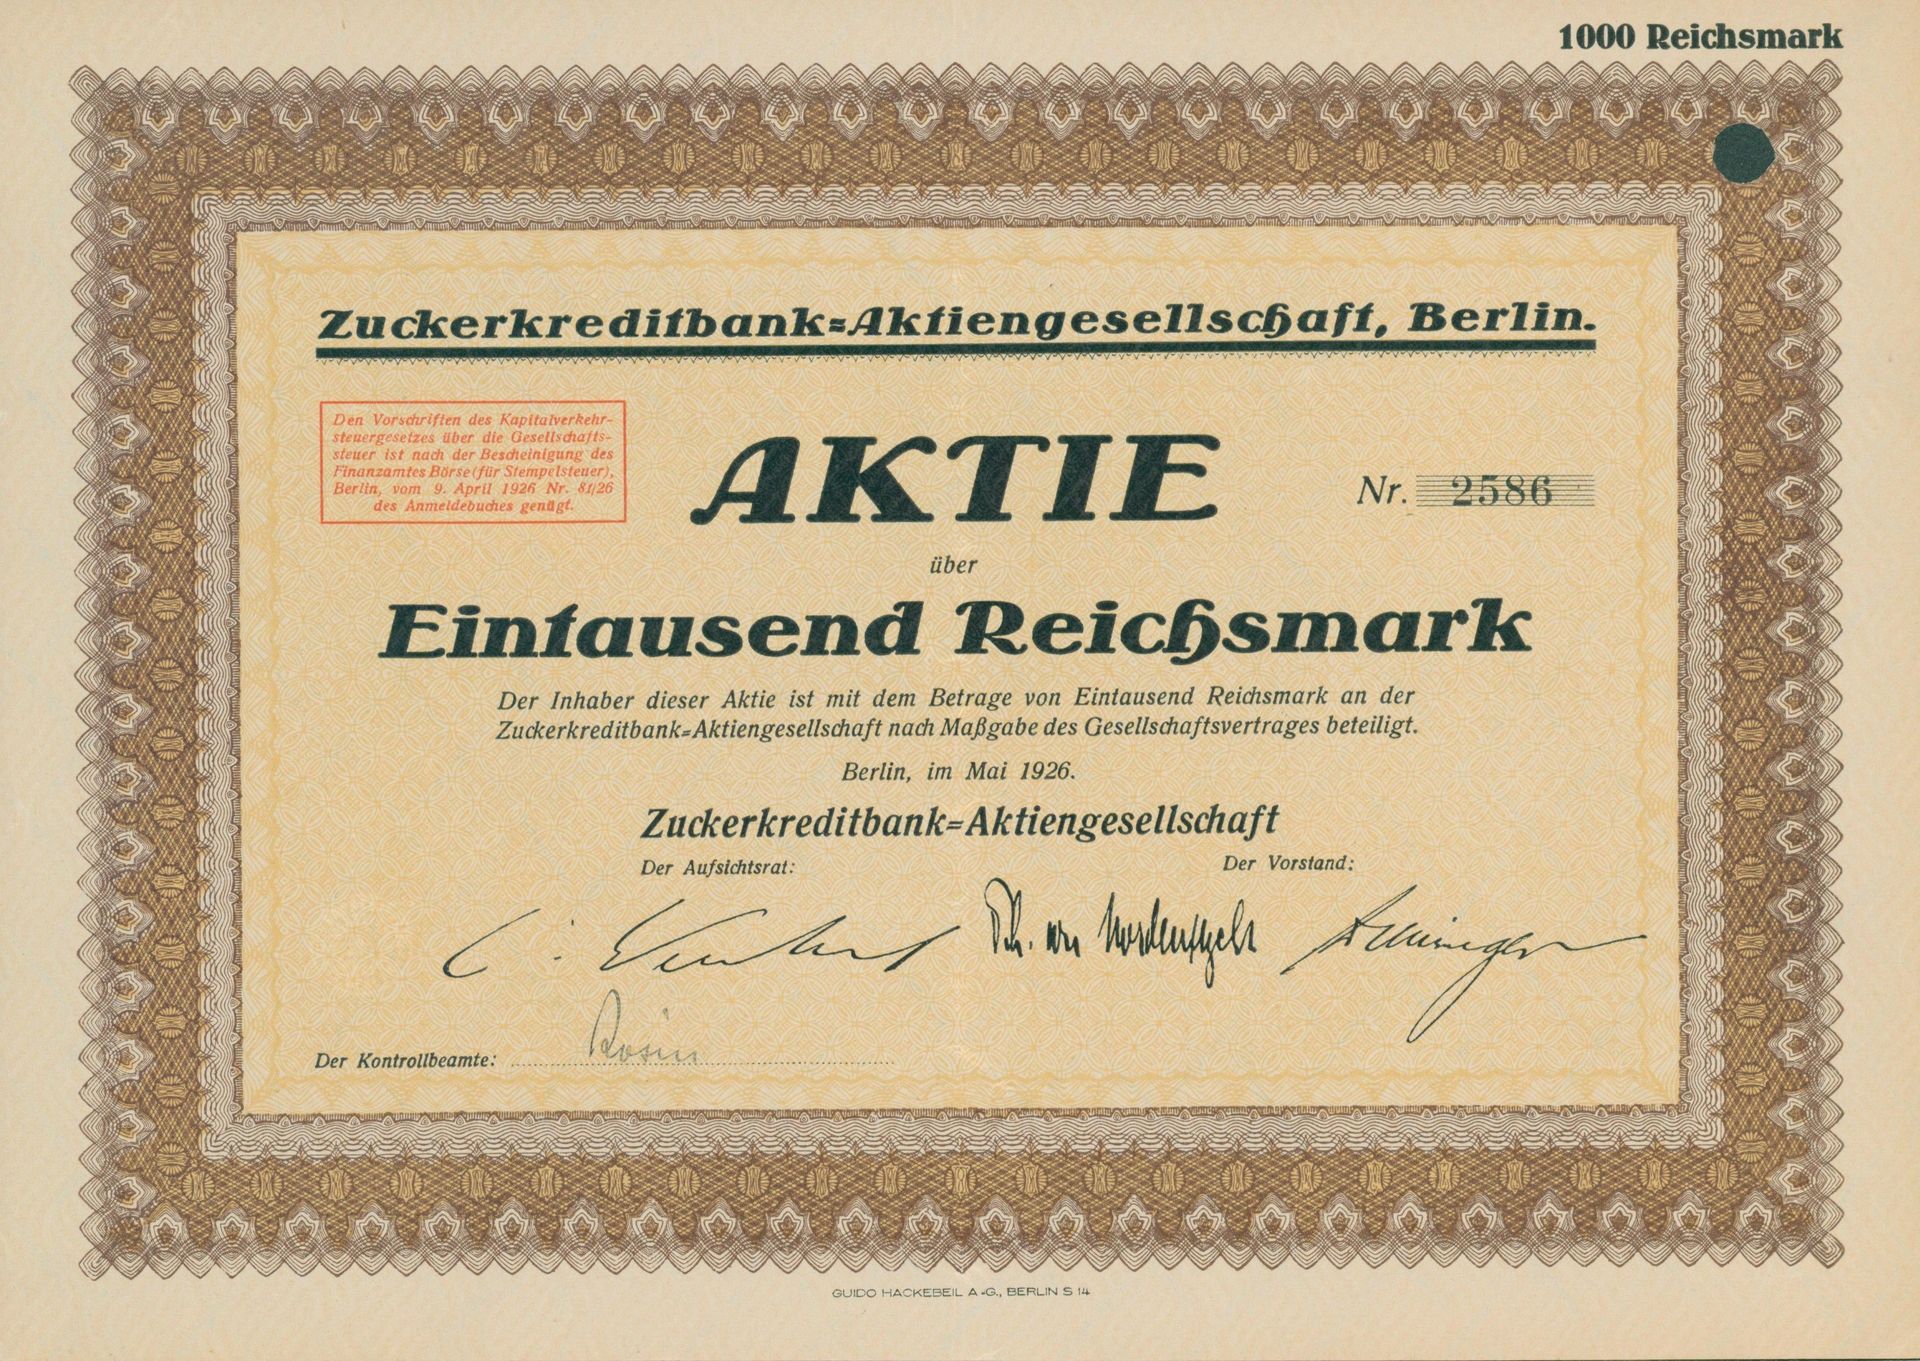 1000 Reichsmark
Zuckerkreditbank=Aktiengesellschaft, Berlin.
Den Vorschriften des Kapitalverkehr-
steuergesetzes über die Gesellschafts-
steuer ist nach der Bescheinigung des
Finanzamtes Börse (für Stempelsteuer),
Berlin, vom 9. April 1926 Nr. 81/26
des Anmeldebuches genügt.
AKTIE
Nr. 2586
über
Eintausend Reichsmark
Der Inhaber dieser Aktie ist mit dem Betrage von Eintausend Reichsmark an der
Zuckerkreditbank=Aktiengesellschaft nach Maßgabe des Gesellschaftsvertrages beteiligt.
Berlin, im Mai 1926.
Zuckerkreditbank=Aktiengesellschaft
Der Aufsichtsrat:
Der Vorstand:
Der Kontrollbeamte: Rosin
GUIDO HACKEBEIL A.-G., BERLIN S 14